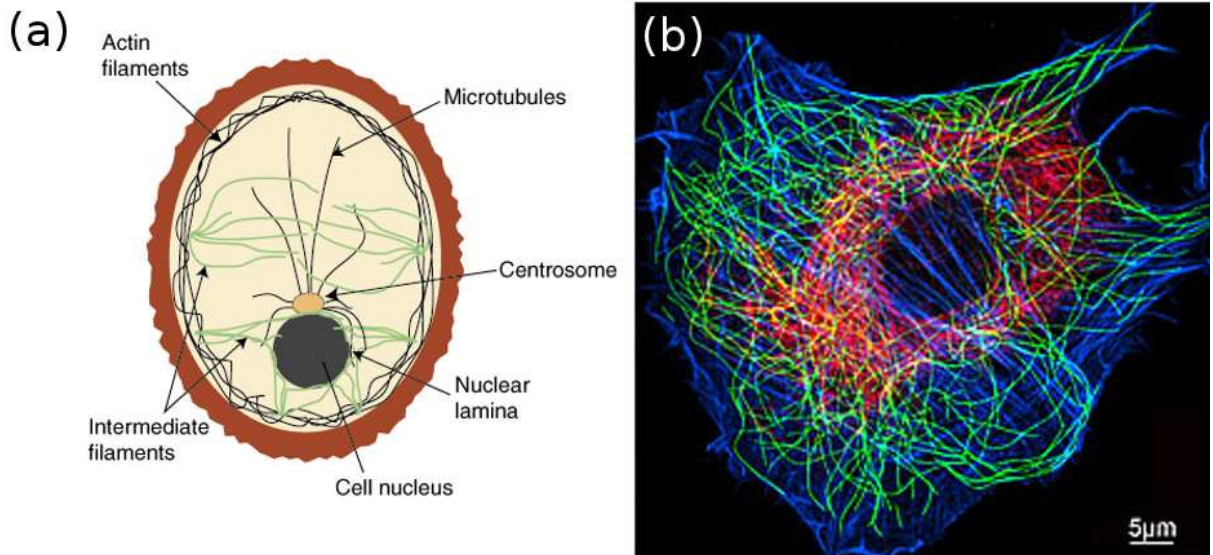 (a)
Actin
filaments
Microtubules
Centrosome
Nuclear
lamina
Intermediate
filaments
Cell nucleus
(b)
5µm